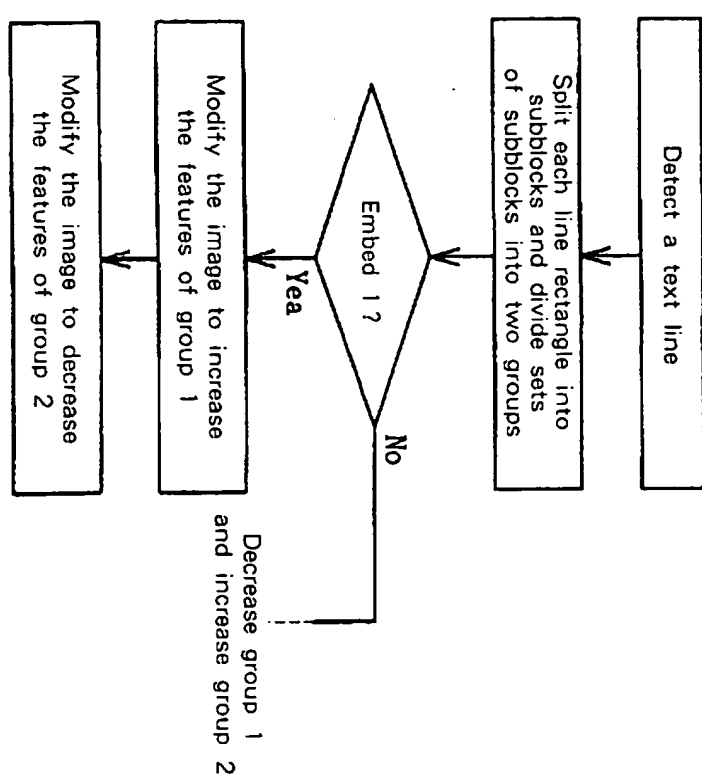 Detect a text line
Split each line rectangle into
subblocks and divide sets
of subblocks into two groups
Embed 1?
Yea
No
Modify the image to increase
the features of group 1
Modify the image to decrease
the features of group 2
Decrease group 1
and increase group 2